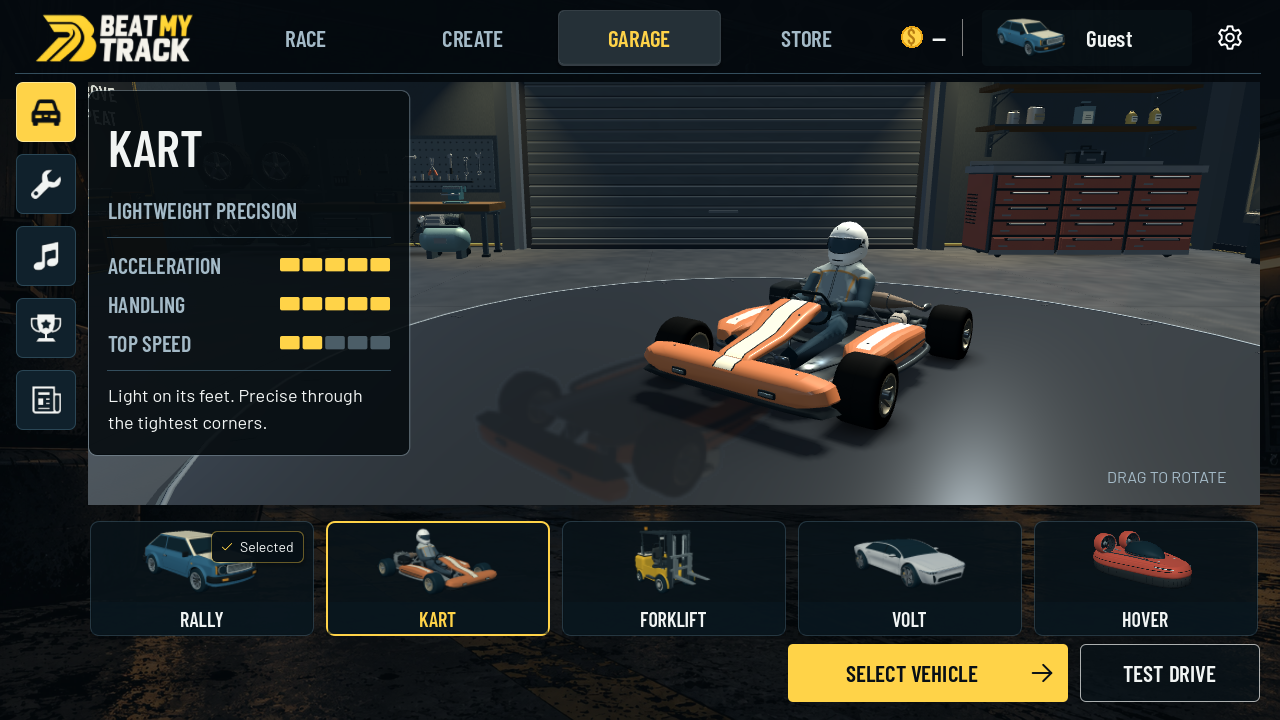 BEAT MY
TRACK
RACE
CREATE
GARAGE
STORE
$ –
Guest
KART
LIGHTWEIGHT PRECISION
ACCELERATION
HANDLING
TOP SPEED
Light on its feet. Precise through
the tightest corners.
DRAG TO ROTATE
Selected
RALLY
KART
FORKLIFT
VOLT
HOVER
SELECT VEHICLE
TEST DRIVE